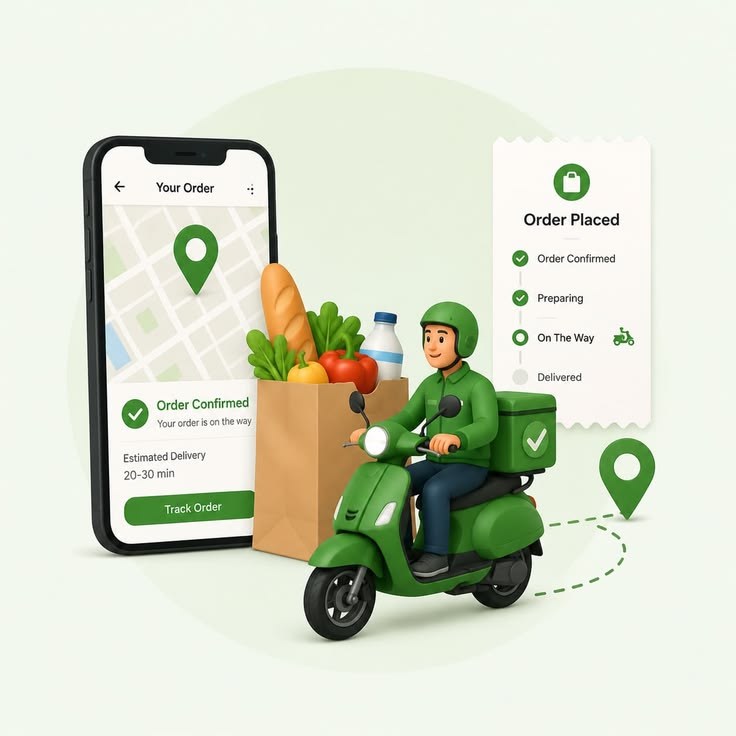 Your Order
Order Confirmed
Your order is on the way
Estimated Delivery
20-30 min
Track Order
Order Placed
Order Confirmed
Preparing
On The Way
Delivered